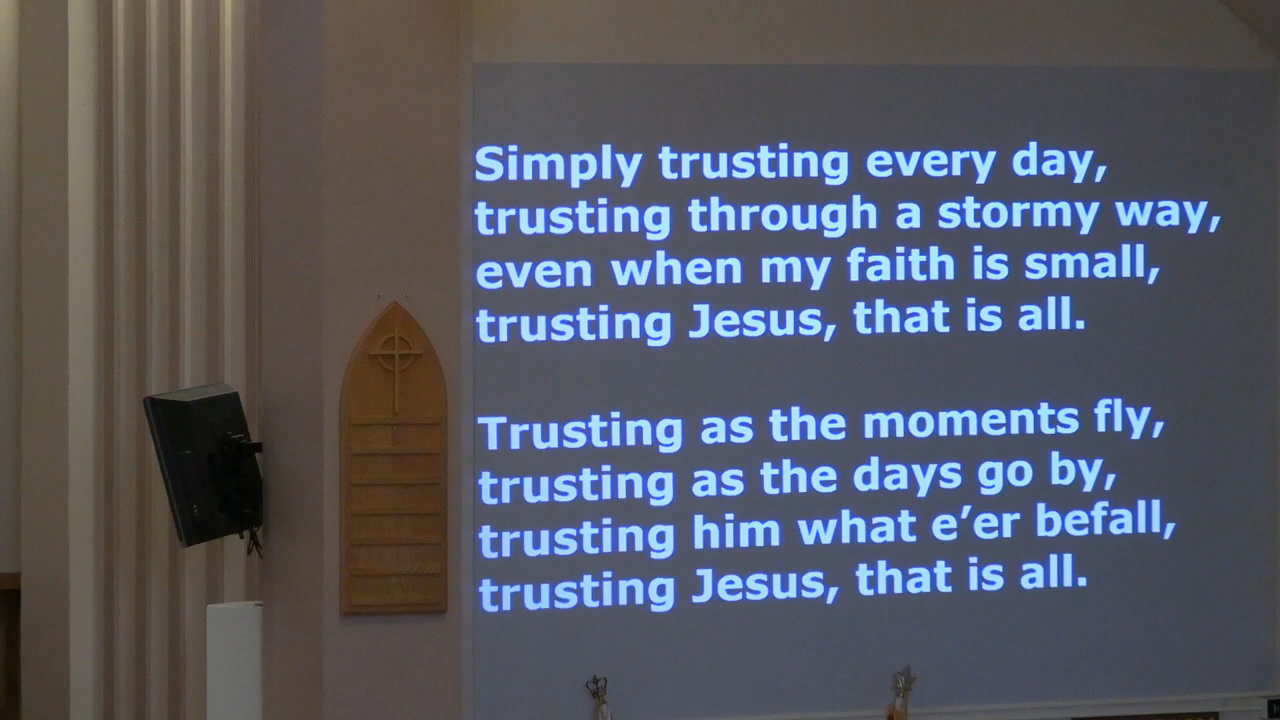 Simply trusting every day,
trusting through a stormy way,
even when my faith is small,
trusting Jesus, that is all.
Trusting as the moments fly,
trusting as the days go by,
trusting him what e’er befall,
trusting Jesus, that is all.